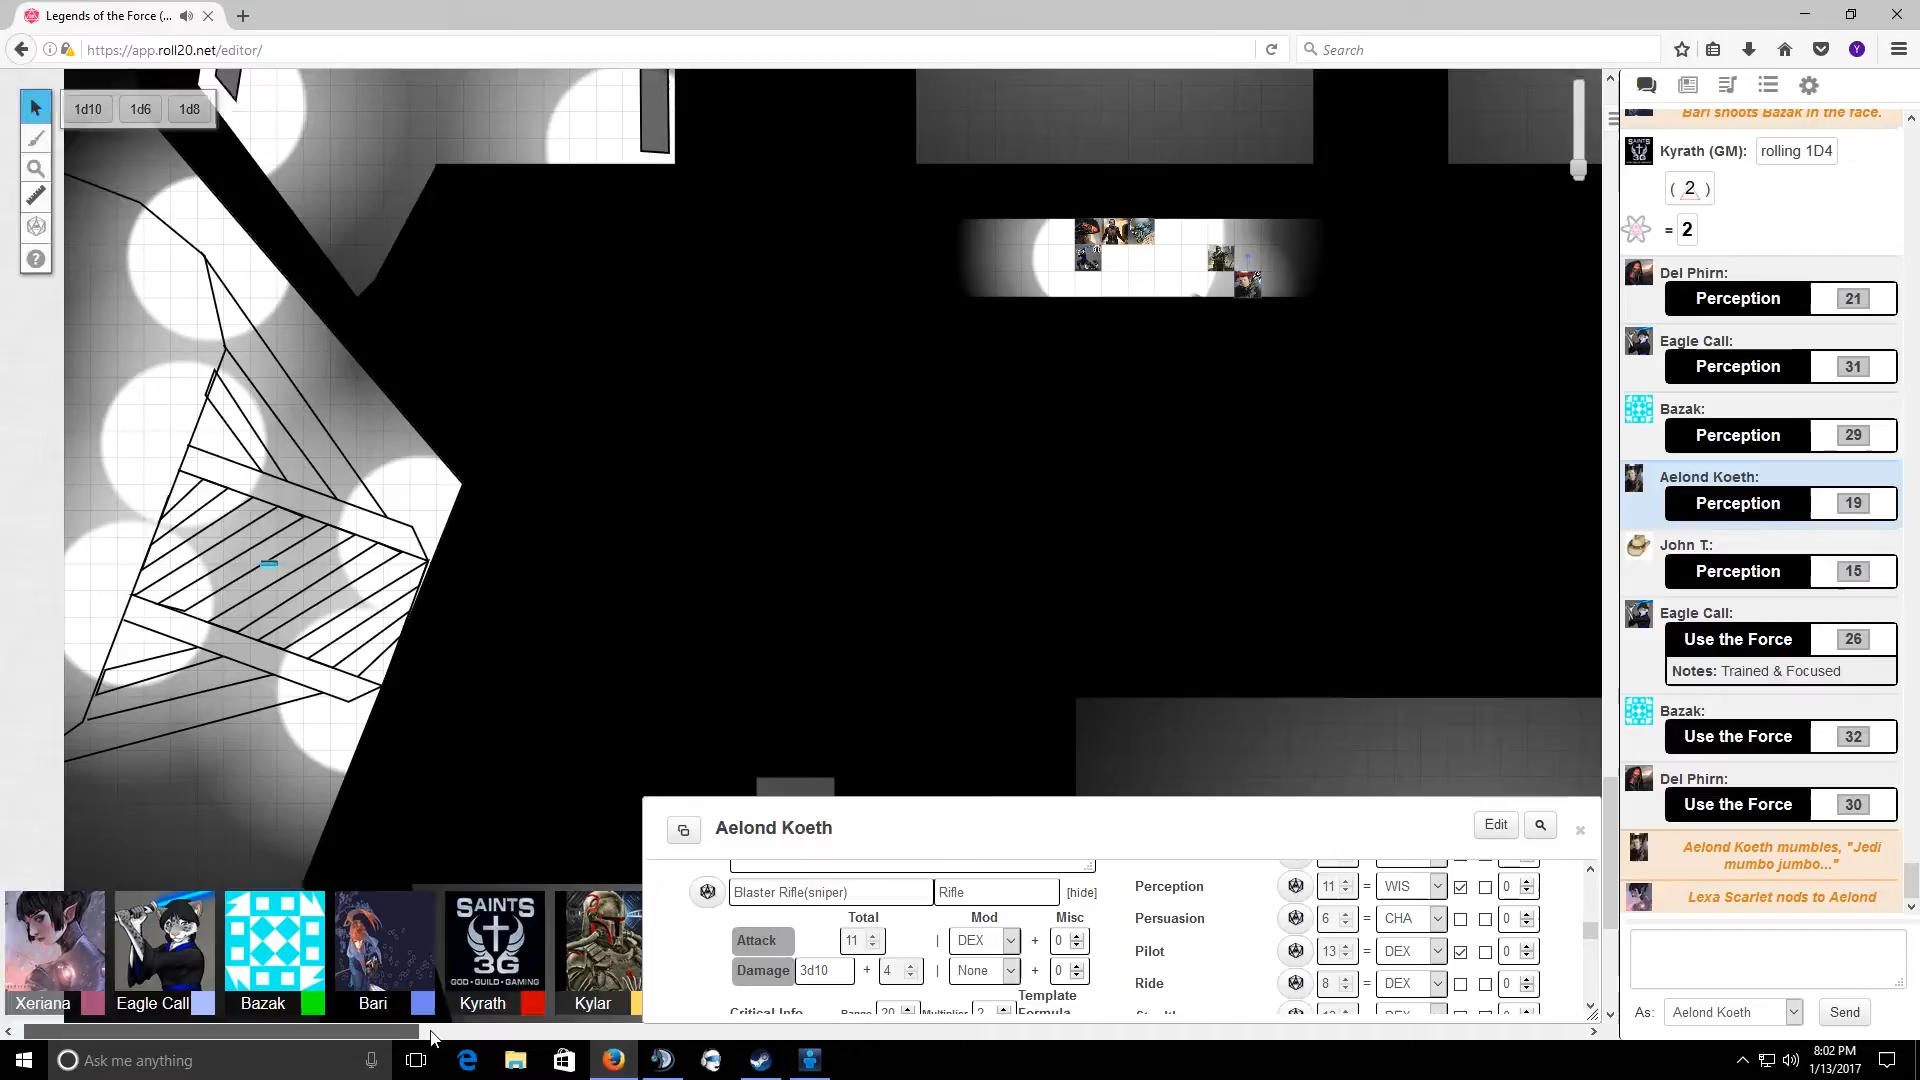 Legends of the Force (...
https://app.roll20.net/editor/
Search
1d10
1d6
1d8
Bari shoots Bazak in the face.
Kyrath (GM):
rolling 1D4
( 2 )
= 2
Del Phirn:
Perception
21
Eagle Call:
Perception
31
Bazak:
Perception
29
Aelond Koeth:
Perception
19
John T.:
Perception
15
Eagle Call:
Use the Force
26
Notes: Trained & Focused
Bazak:
Use the Force
32
Del Phirn:
Use the Force
30
Aelond Koeth mumbles, "Jedi
mumbo jumbo..."
Lexa Scarlet nods to Aelond
As:
Aelond Koeth
Send
Aelond Koeth
Edit
Blaster Rifle(sniper)
Rifle
[hide]
Total
Mod
Misc
Attack
11
|
DEX
+
0
Damage
3d10
+
4
|
None
+
0
Template
Critical Info
Range
20
Multiplier
2
Formula
Perception
11
=
WIS
0
Persuasion
6
=
CHA
0
Pilot
13
=
DEX
0
Ride
8
=
DEX
0
Xeriana
Eagle Call
Bazak
Bari
SAINTS
3G
GOD · GUILD · GAMING
Kyrath
Kylar
Ask me anything
8:02 PM
1/13/2017